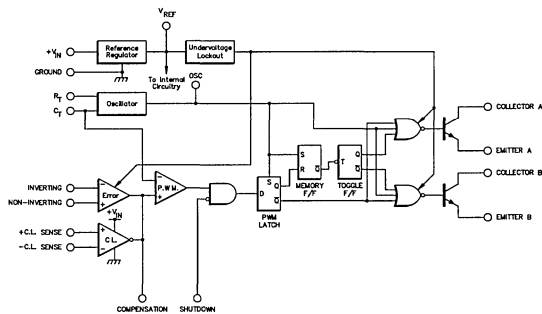 V_REF
+V_IN
Reference
Regulator
Undervoltage
Lockout
GROUND
To Internal
Circuitry
OSC
R_T
Oscillator
C_T
COLLECTOR A
EMITTER A
S
R
Q̅
MEMORY
F/F
T
Q
Q̅
TOGGLE
F/F
COLLECTOR B
EMITTER B
INVERTING
NON-INVERTING
−
+
Error
−
+
P.W.M.
S
D
Q
Q̅
PWM
LATCH
+V_IN
+C.L. SENSE
−C.L. SENSE
+
−
C.L.
COMPENSATION
SHUTDOWN